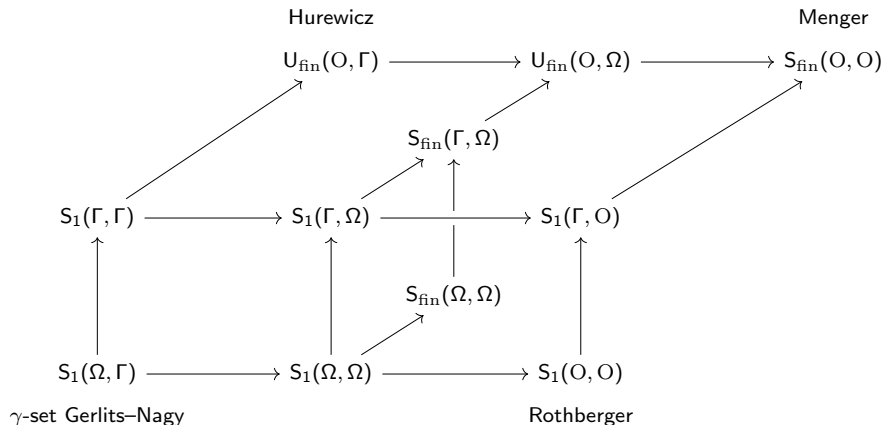 Hurewicz Menger
U_fin(O, Γ) U_fin(O, Ω) S_fin(O, O)
S_fin(Γ, Ω)
S_1(Γ, Γ) S_1(Γ, Ω) S_1(Γ, O)
S_fin(Ω, Ω)
S_1(Ω, Γ) S_1(Ω, Ω) S_1(O, O)
γ-set Gerlits–Nagy Rothberger